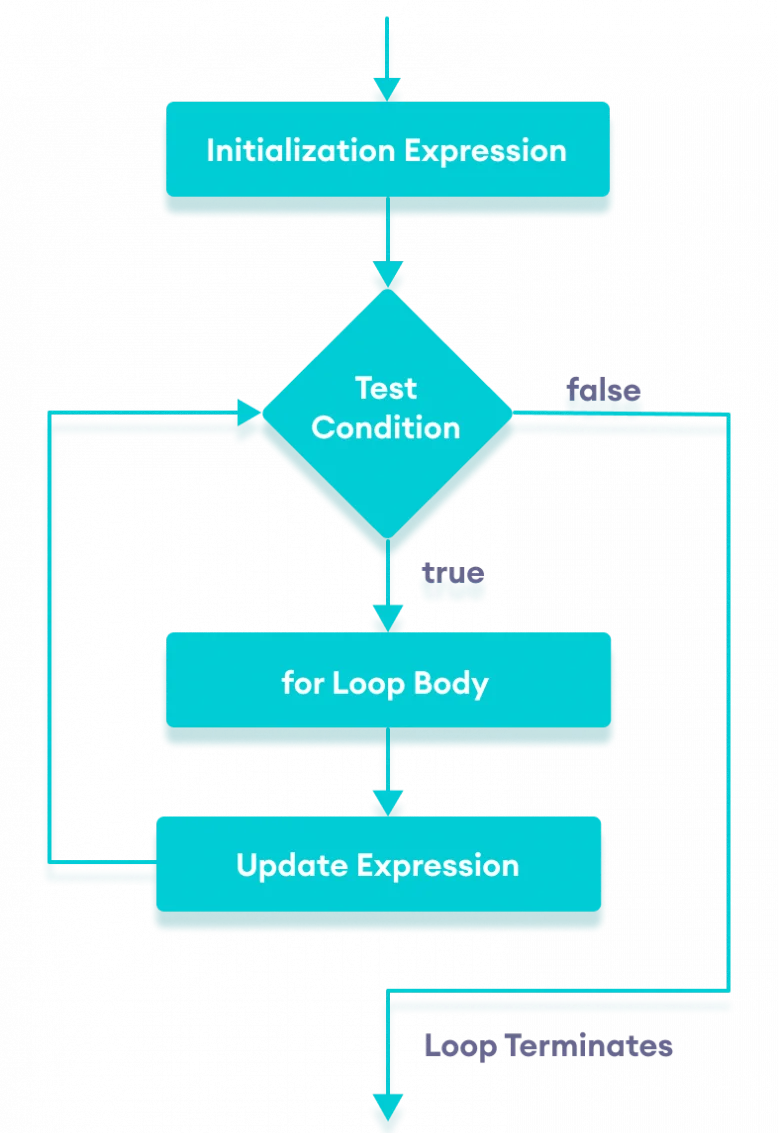 Initialization Expression
Test
Condition
false
true
for Loop Body
Update Expression
Loop Terminates